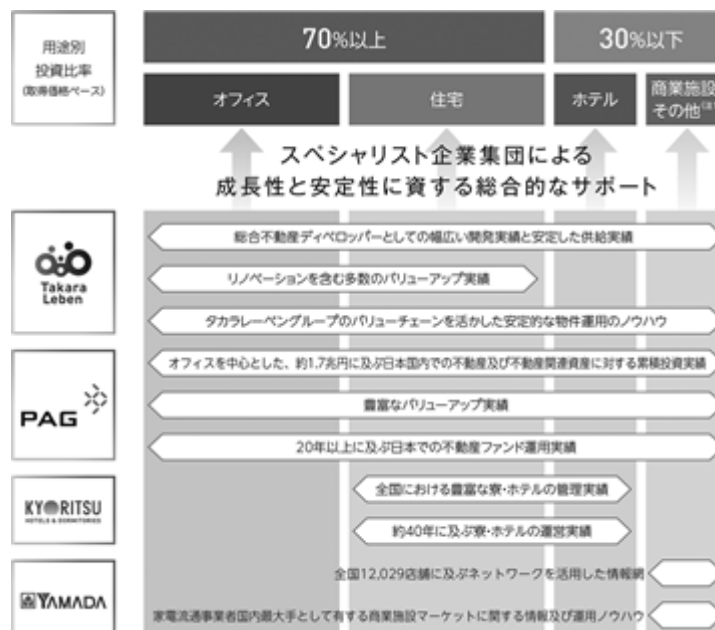 用途別
投資比率
(取得価格ベース)
70%以上
30%以下
オフィス
住宅
ホテル
商業施設
その他(注)
スペシャリスト企業集団による
成長性と安定性に資する総合的なサポート
Takara
Leben
総合不動産ディベロッパーとしての幅広い開発実績と安定した供給実績
リノベーションを含む多数のバリューアップ実績
タカラレーベングループのバリューチェーンを活かした安定的な物件運用のノウハウ
PAG
オフィスを中心とした、約1.7兆円に及ぶ日本国内での不動産及び不動産関連資産に対する累積投資実績
豊富なバリューアップ実績
20年以上に及ぶ日本での不動産ファンド運用実績
KYORITSU
HOTELS & DORMITORIES
全国における豊富な寮・ホテルの管理実績
約40年に及ぶ寮・ホテルの運営実績
YAMADA
全国12,029店舗に及ぶネットワークを活用した情報網
家電流通事業者国内最大手として有する商業施設マーケットに関する情報及び運用ノウハウ